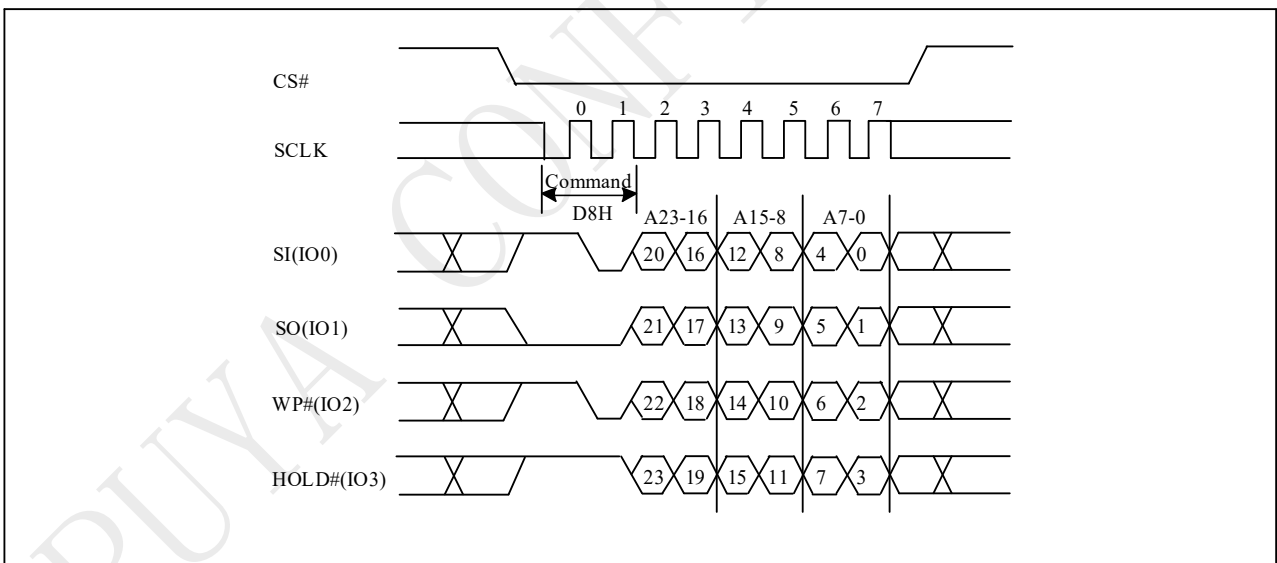 PUYA CONF
CS#
0 1 2 3 4 5 6 7
SCLK
Command
D8H
A23-16 A15-8 A7-0
SI(IO0) 20 16 12 8 4 0
SO(IO1) 21 17 13 9 5 1
WP#(IO2) 22 18 14 10 6 2
HOLD#(IO3) 23 19 15 11 7 3